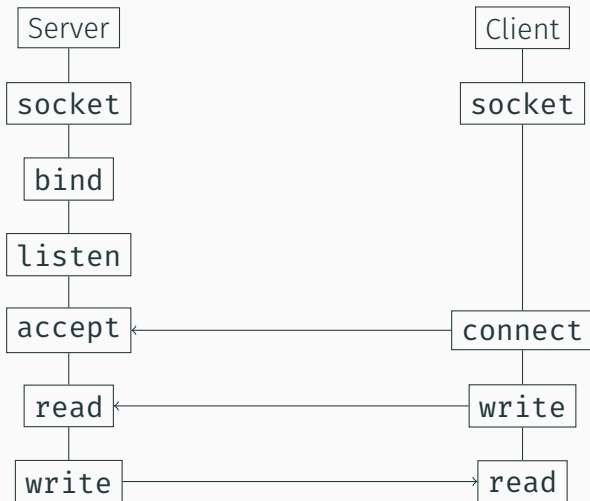 Server
Client
socket
socket
bind
listen
accept
connect
read
write
write
read